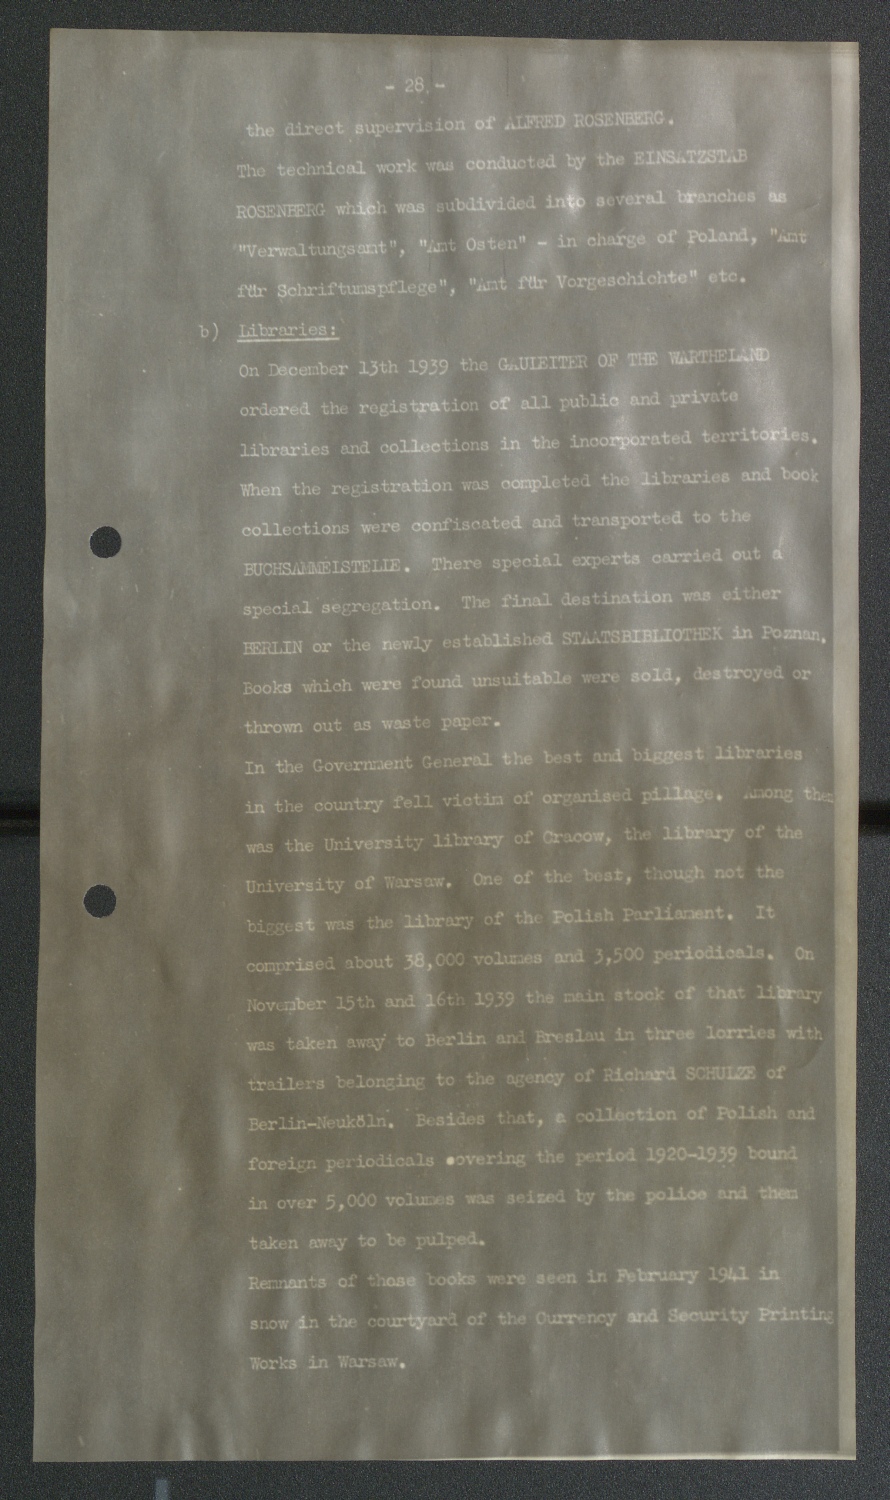 - 28 -
the direct supervision of ALFRED ROSENBERG.
The technical work was conducted by the EINSATZSTAB
ROSENBERG which was subdivided into several branches as
"Verwaltungsamt", "Amt Osten" - in charge of Poland, "Amt
für Schriftumspflege", "Amt für Vorgeschichte" etc.
b) Libraries:
On December 13th 1939 the GAULEITER OF THE WARTHELAND
ordered the registration of all public and private
libraries and collections in the incorporated territories.
When the registration was completed the libraries and book
collections were confiscated and transported to the
BUCHSAMMELSTELLE. There special experts carried out a
special segregation. The final destination was either
BERLIN or the newly established STAATSBIBLIOTHEK in Poznan.
Books which were found unsuitable were sold, destroyed or
thrown out as waste paper.
In the Government General the best and biggest libraries
in the country fell victim of organised pillage. Among them
was the University library of Cracow, the library of the
University of Warsaw. One of the best, though not the
biggest was the library of the Polish Parliament. It
comprised about 38,000 volumes and 3,500 periodicals. On
November 15th and 16th 1939 the main stock of that library
was taken away to Berlin and Breslau in three lorries with
trailers belonging to the agency of Richard SCHULZE of
Berlin-Neuköln. Besides that, a collection of Polish and
foreign periodicals covering the period 1920-1939 bound
in over 5,000 volumes was seized by the police and them
taken away to be pulped.
Remnants of those books were seen in February 1941 in
snow in the courtyard of the Currency and Security Printing
Works in Warsaw.